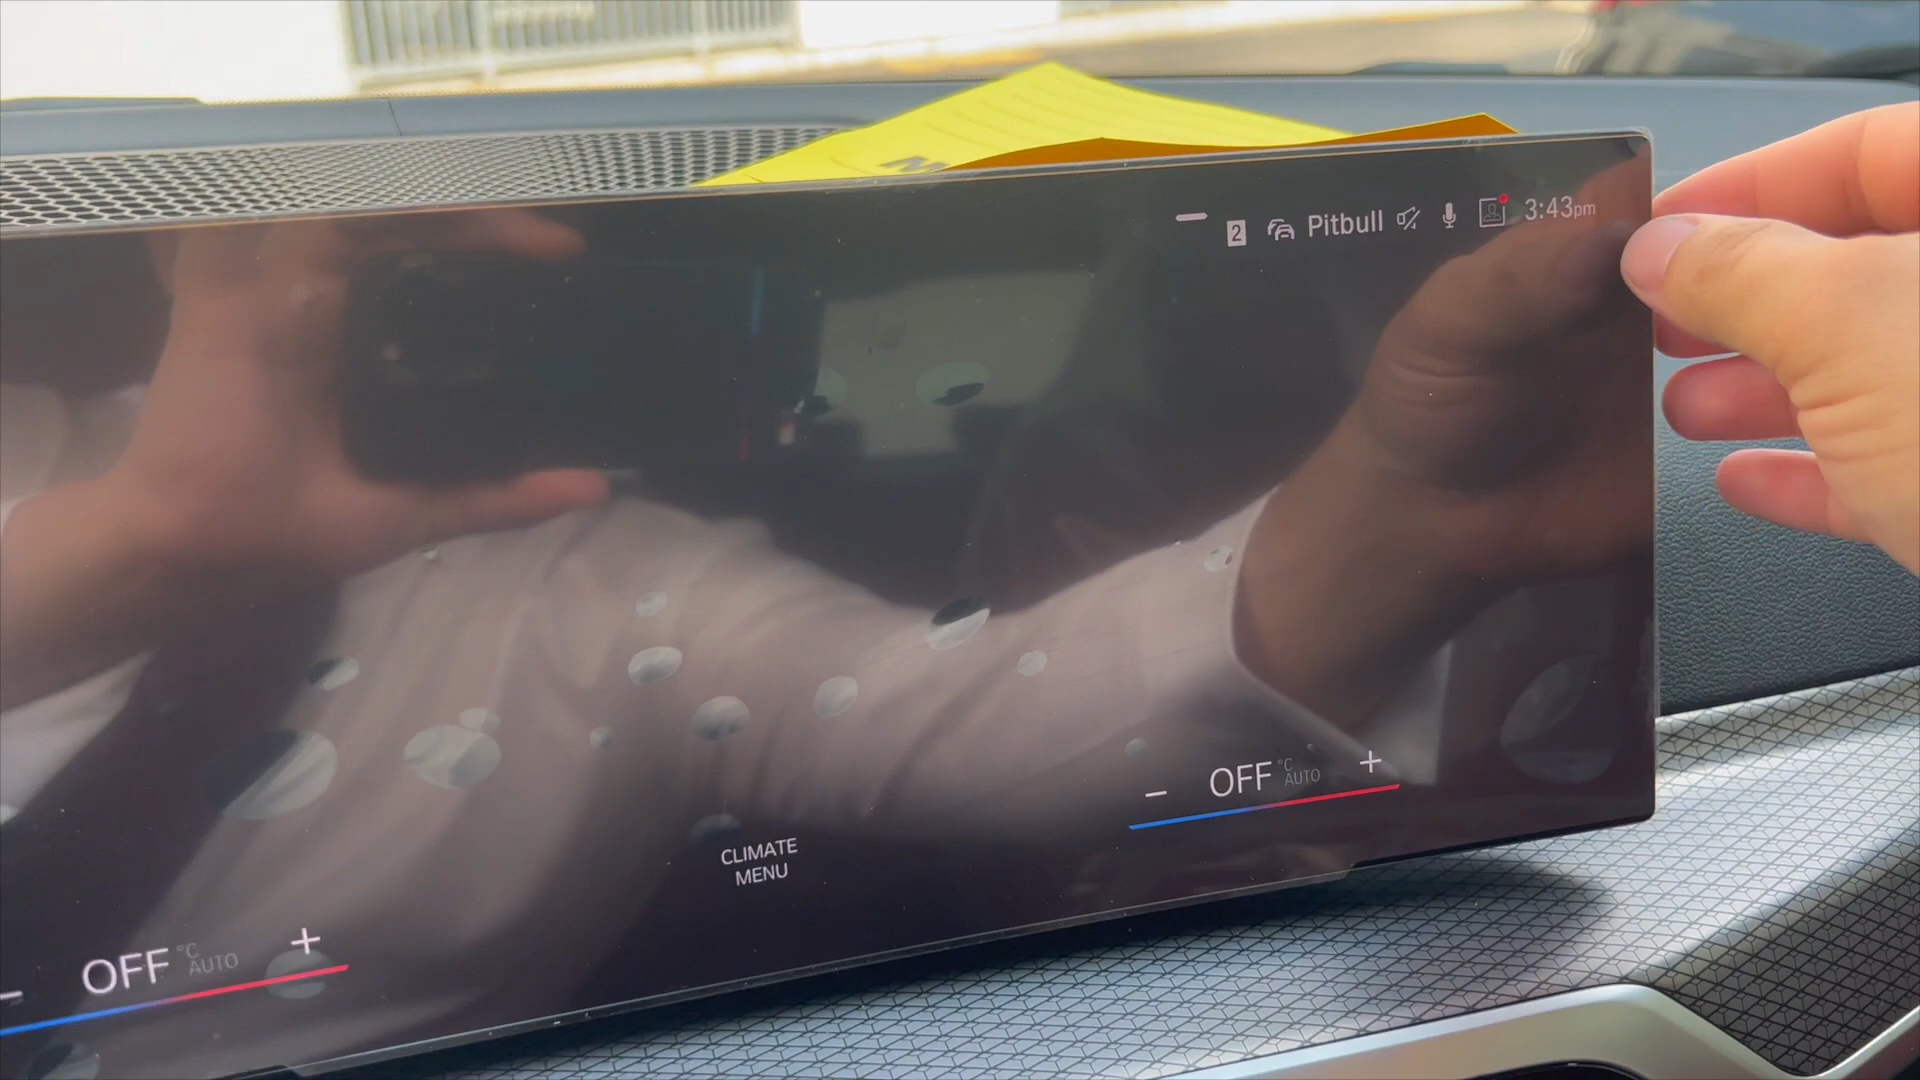 2 Pitbull 3:43pm
OFF °C AUTO
CLIMATE
MENU
OFF °C AUTO